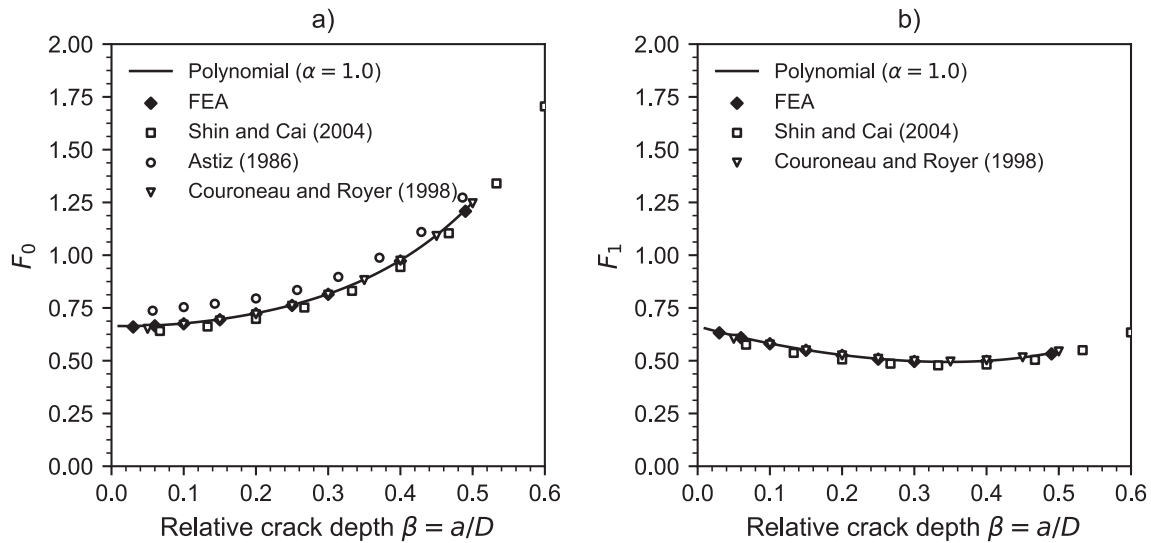 a)
2.00
1.75
1.50
1.25
1.00
0.75
0.50
0.25
0.00
F₀
Polynomial (α = 1.0)
FEA
Shin and Cai (2004)
Astiz (1986)
Couroneau and Royer (1998)
0.0 0.1 0.2 0.3 0.4 0.5 0.6
Relative crack depth β = a/D
b)
2.00
1.75
1.50
1.25
1.00
0.75
0.50
0.25
0.00
F₁
Polynomial (α = 1.0)
FEA
Shin and Cai (2004)
Couroneau and Royer (1998)
0.0 0.1 0.2 0.3 0.4 0.5 0.6
Relative crack depth β = a/D